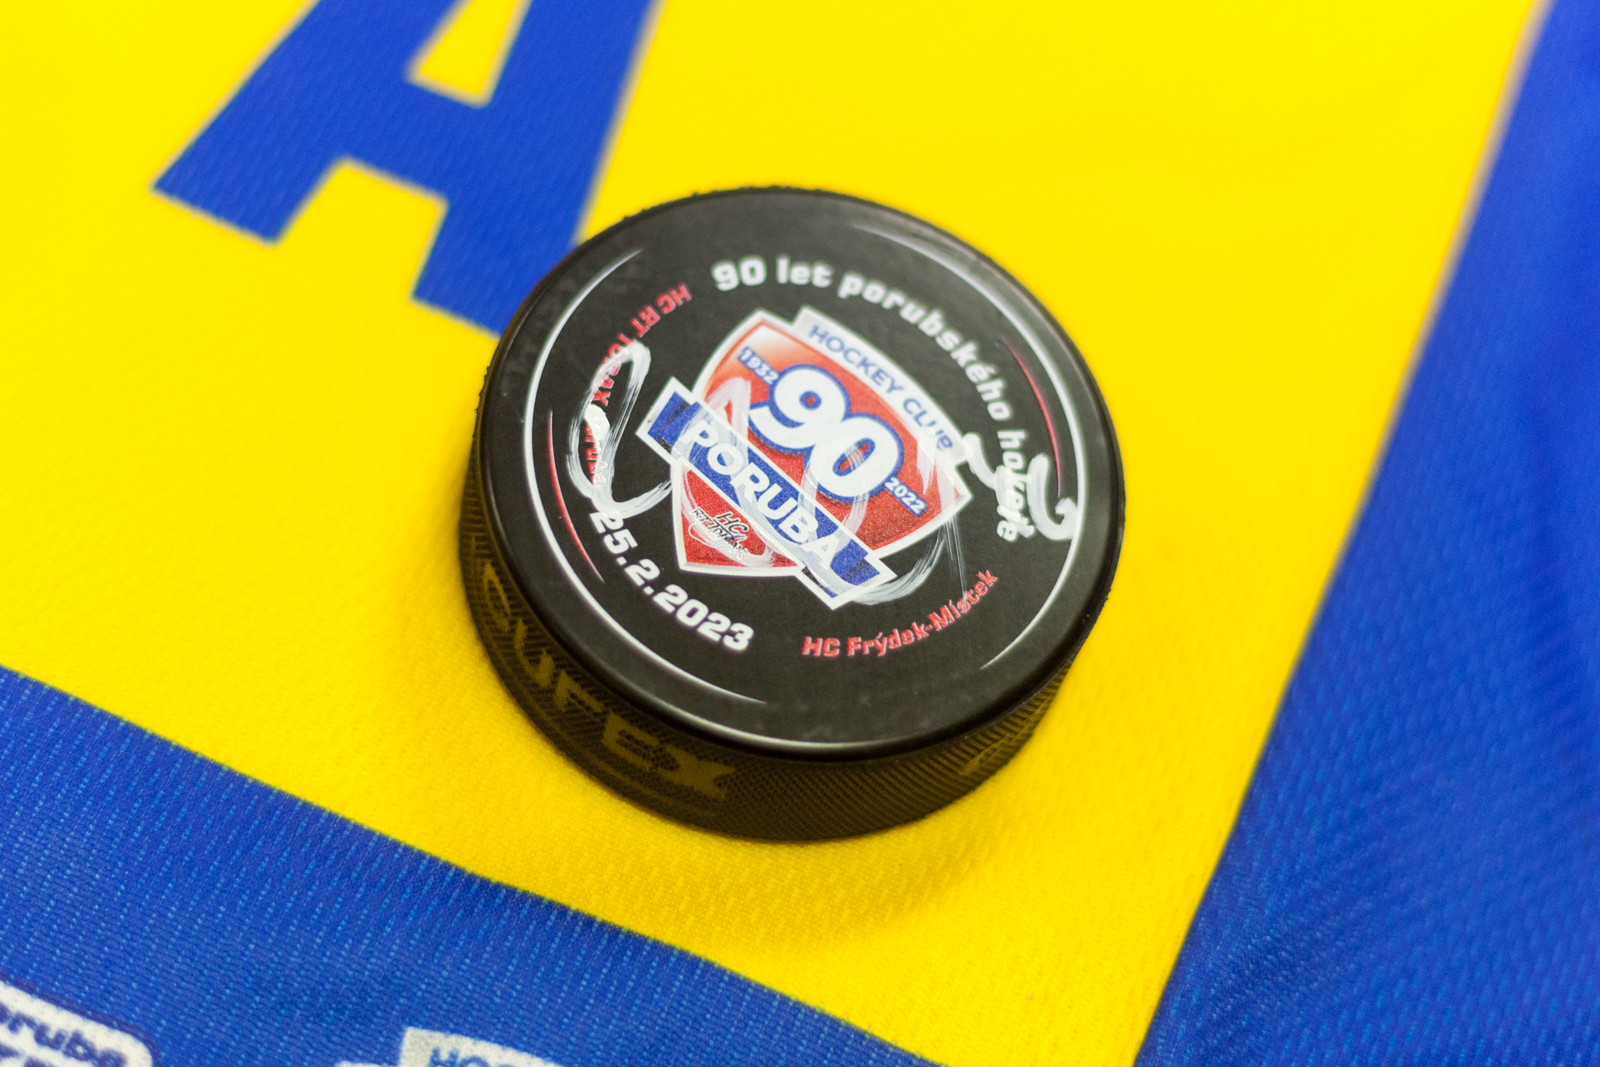 A
90 let porubského hokeje
HC RT TORAX Poruba
HOCKEY CLUB
1932
90
2022
PORUBA
HC
25.2.2023
HC Frýdek-Místek
GUFEX